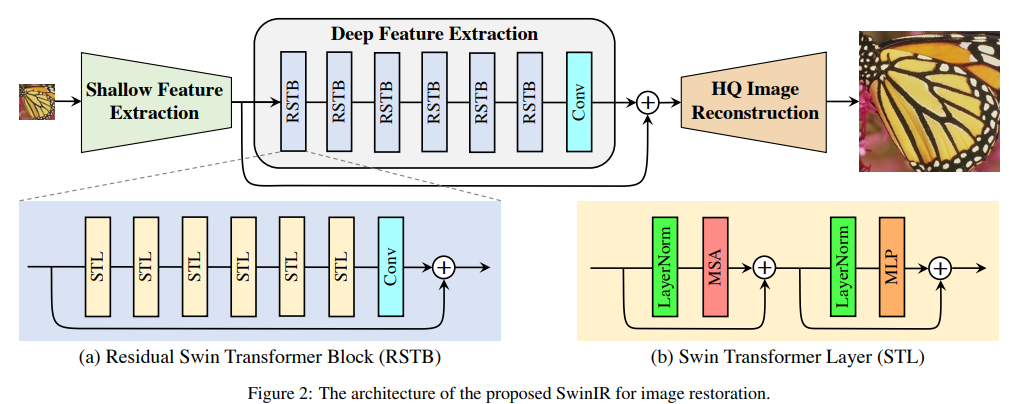 Deep Feature Extraction
Shallow Feature
Extraction
RSTB
RSTB
RSTB
RSTB
RSTB
RSTB
Conv
+
HQ Image
Reconstruction
STL
STL
STL
STL
STL
STL
Conv
+
LayerNorm
MSA
+
LayerNorm
MLP
+
(a) Residual Swin Transformer Block (RSTB)
(b) Swin Transformer Layer (STL)
Figure 2: The architecture of the proposed SwinIR for image restoration.